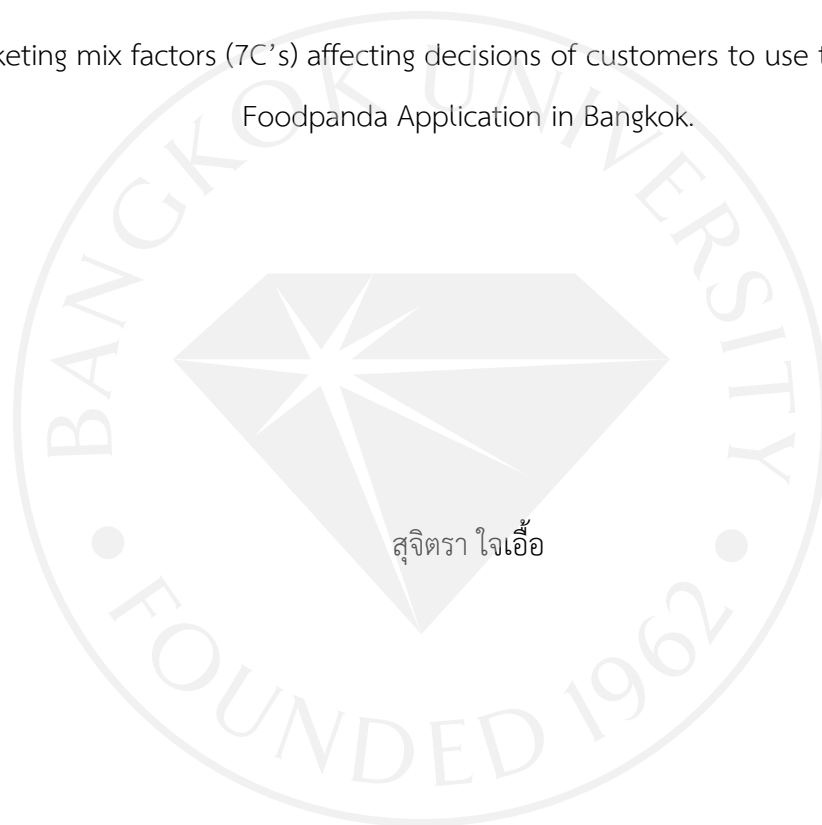 keting mix factors (7C’s) affecting decisions of customers to use t
Foodpanda Application in Bangkok.
BANGKOK UNIVERSITY
สุจิตรา ใจเอื้อ
FOUNDED 1962